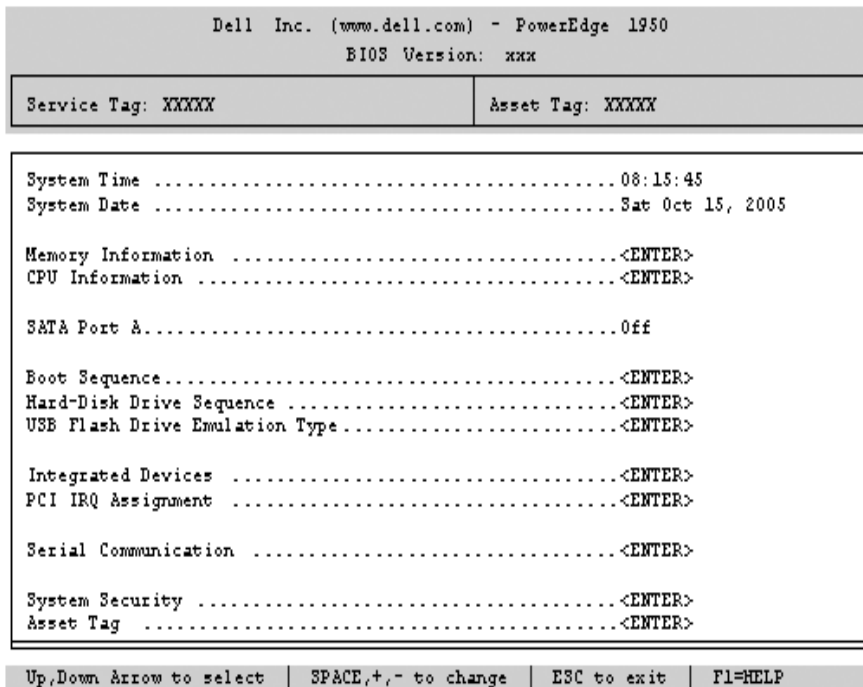 Dell Inc. (www.dell.com) - PowerEdge 1950
BIOS Version: xxx
Service Tag: XXXXX Asset Tag: XXXXX
System Time ..........................................08:15:45
System Date ..........................................Sat Oct 15, 2005
Memory Information ...................................<ENTER>
CPU Information ......................................<ENTER>
SATA Port A...........................................Off
Boot Sequence.........................................<ENTER>
Hard-Disk Drive Sequence ..............................<ENTER>
USB Flash Drive Emulation Type.........................<ENTER>
Integrated Devices ...................................<ENTER>
PCI IRQ Assignment ...................................<ENTER>
Serial Communication .................................<ENTER>
System Security ......................................<ENTER>
Asset Tag ...........................................<ENTER>
Up,Down Arrow to select | SPACE,+,- to change | ESC to exit | F1=HELP